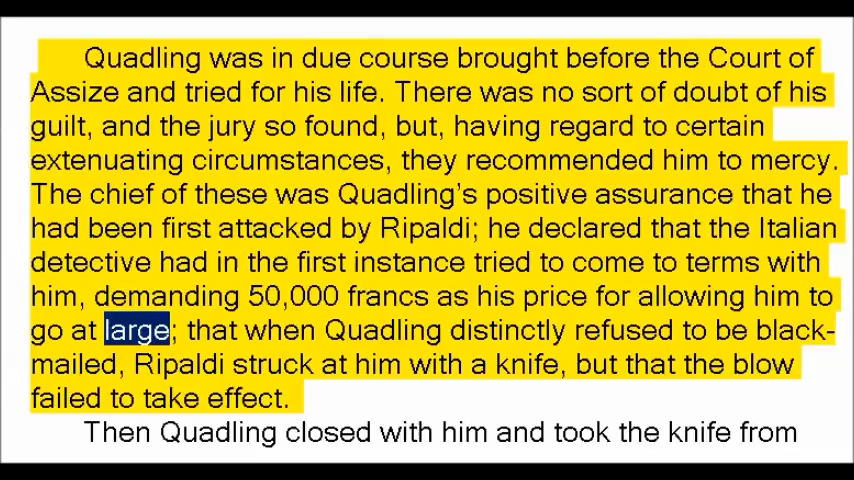 Quadling was in due course brought before the Court of
Assize and tried for his life. There was no sort of doubt of his
guilt, and the jury so found, but, having regard to certain
extenuating circumstances, they recommended him to mercy.
The chief of these was Quadling’s positive assurance that he
had been first attacked by Ripaldi; he declared that the Italian
detective had in the first instance tried to come to terms with
him, demanding 50,000 francs as his price for allowing him to
go at large; that when Quadling distinctly refused to be black-
mailed, Ripaldi struck at him with a knife, but that the blow
failed to take effect.
Then Quadling closed with him and took the knife from